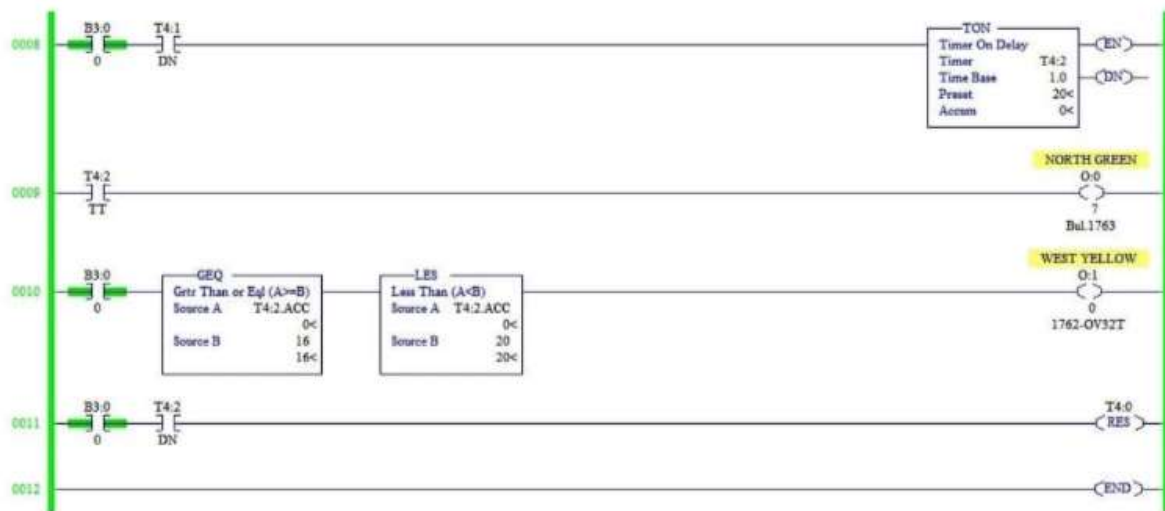 B3:0 T4:1
TON
0008
Timer On Delay
EN
0 DN
Timer T4:2
Time Base 1.0
DN
Preset 20<
Accum 0<
NORTH GREEN
T4:2 O:0
0009
TT 7
Bul.1763
WEST YELLOW
B3:0 O:1
GEQ LES
0010
Grtr Than or Eql (A>=B) Less Than (A<B)
0 Source A T4:2.ACC Source A T4:2.ACC 0
0< 0< 1762-OV32T
Source B 16 Source B 20
16< 20<
B3:0 T4:2 T4:0
0011 RES
0 DN
0012 END